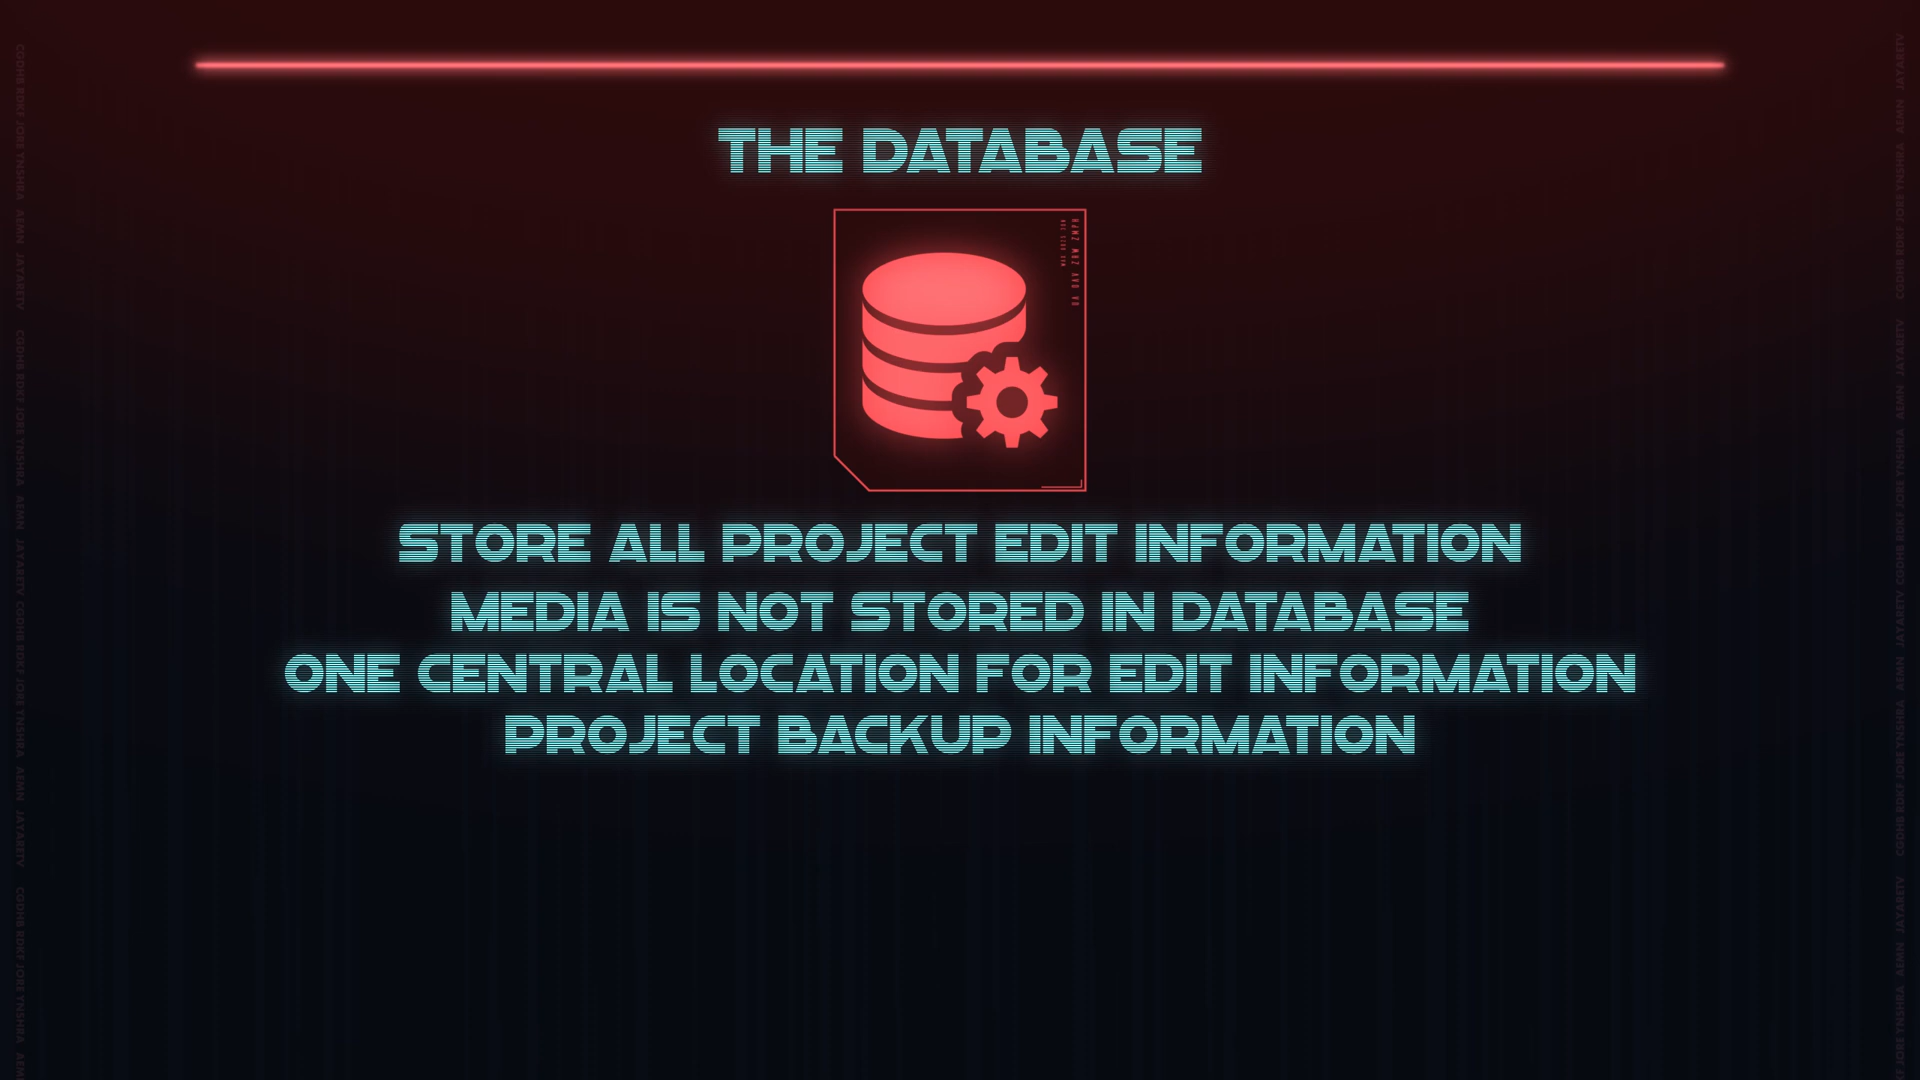 THE DATABASE
STORE ALL PROJECT EDIT INFORMATION
MEDIA IS NOT STORED IN DATABASE
ONE CENTRAL LOCATION FOR EDIT INFORMATION
PROJECT BACKUP INFORMATION